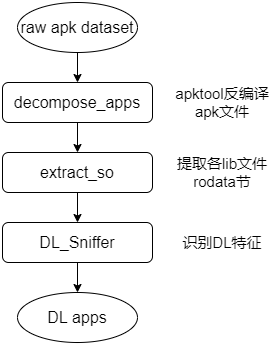 raw apk dataset
decompose_apps
apktool反编译
apk文件
extract_so
提取各lib文件
rodata节
DL_Sniffer
识别DL特征
DL apps